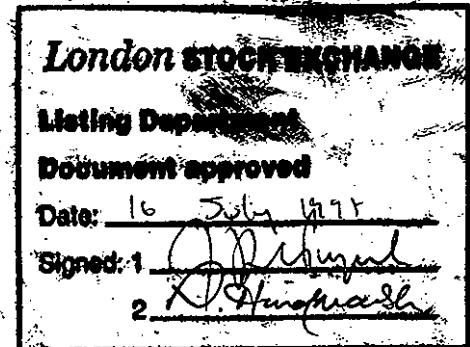 London STOCK EXCHANGE
Listing Department
Document approved
Date: 16 July
Signed: 1
2